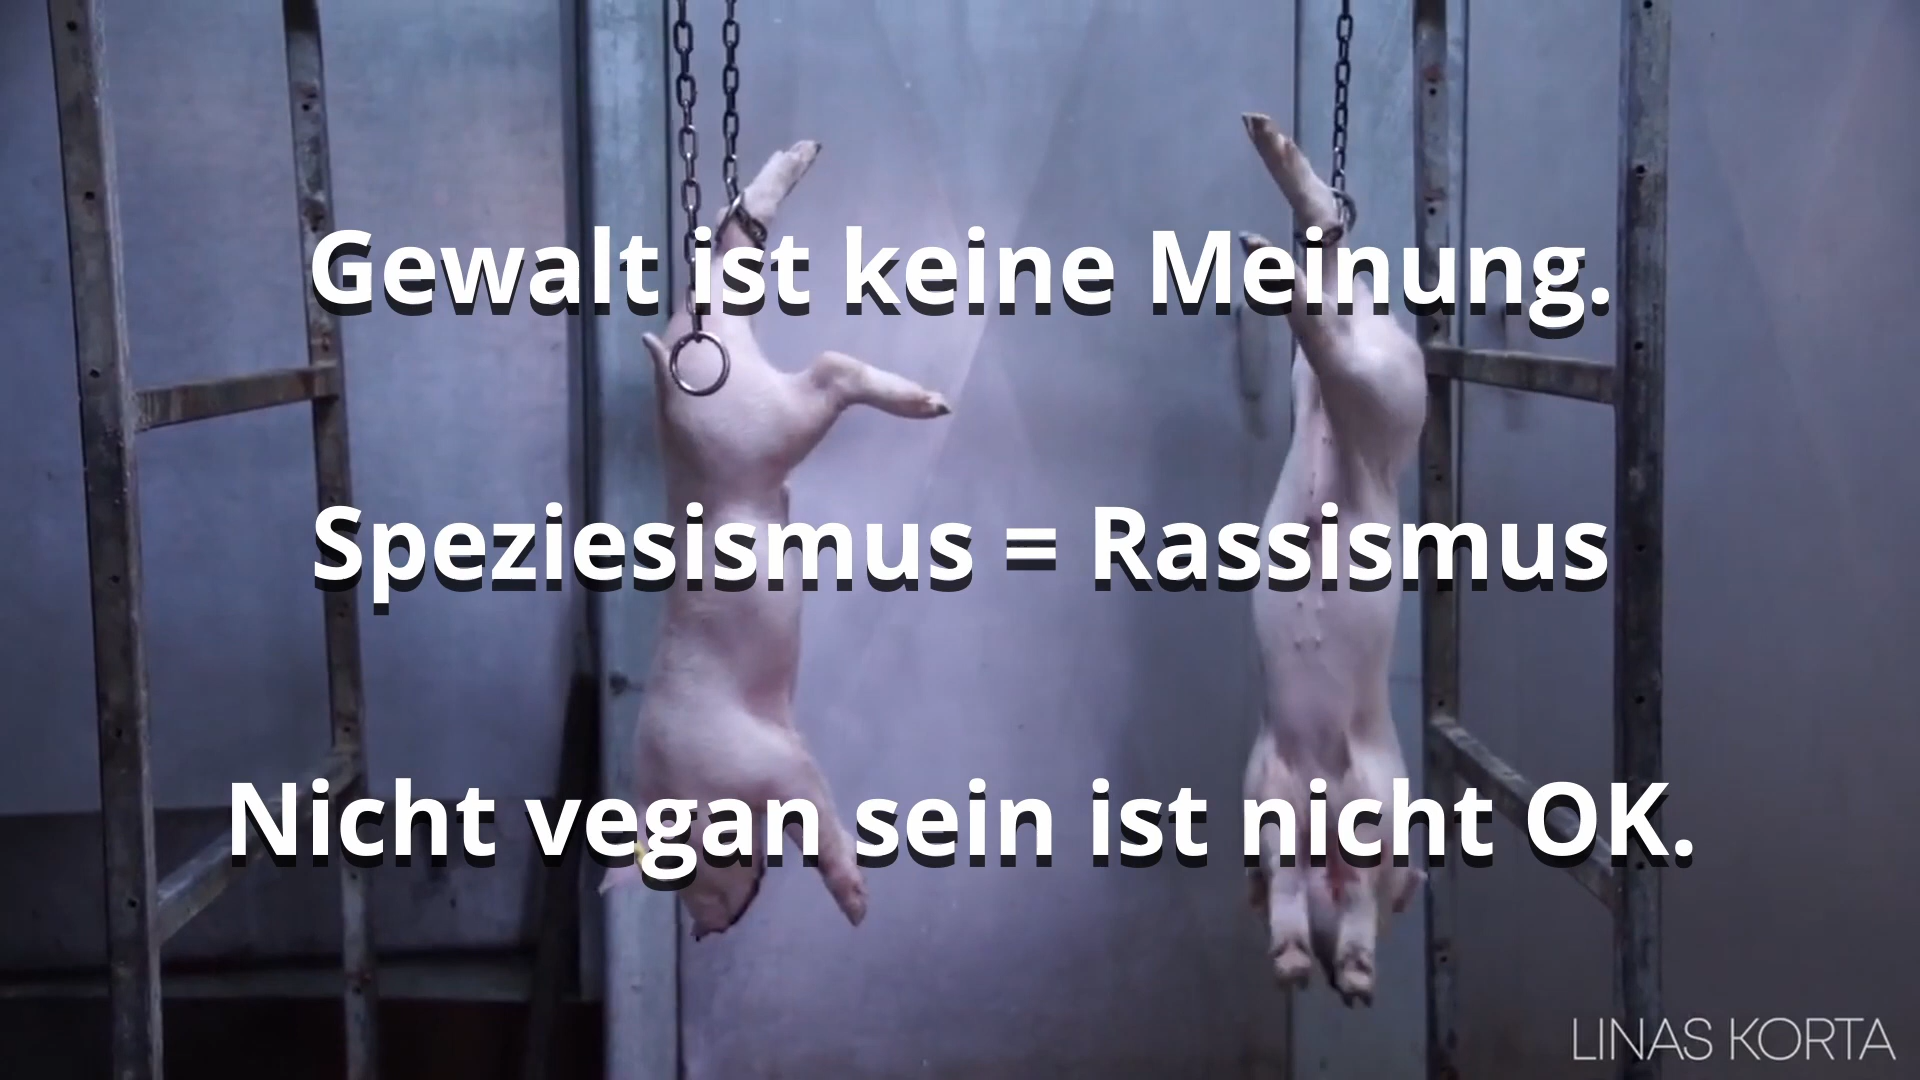 Gewalt ist keine Meinung.
Speziesismus ≡ Rassismus
Nicht vegan sein ist nicht OK.
LINAS KORTA